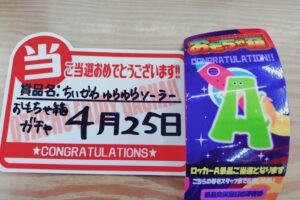 当
ご当選おめでとうございます!!
賞品名:ちいかわ ゆらゆらソーラー
おもちゃ箱
ガチャ
4月25日
★CONGRATULATIONS★
おもちゃ箱
CONGRATULATION!!
A
ロッカーA景品ご当選となります